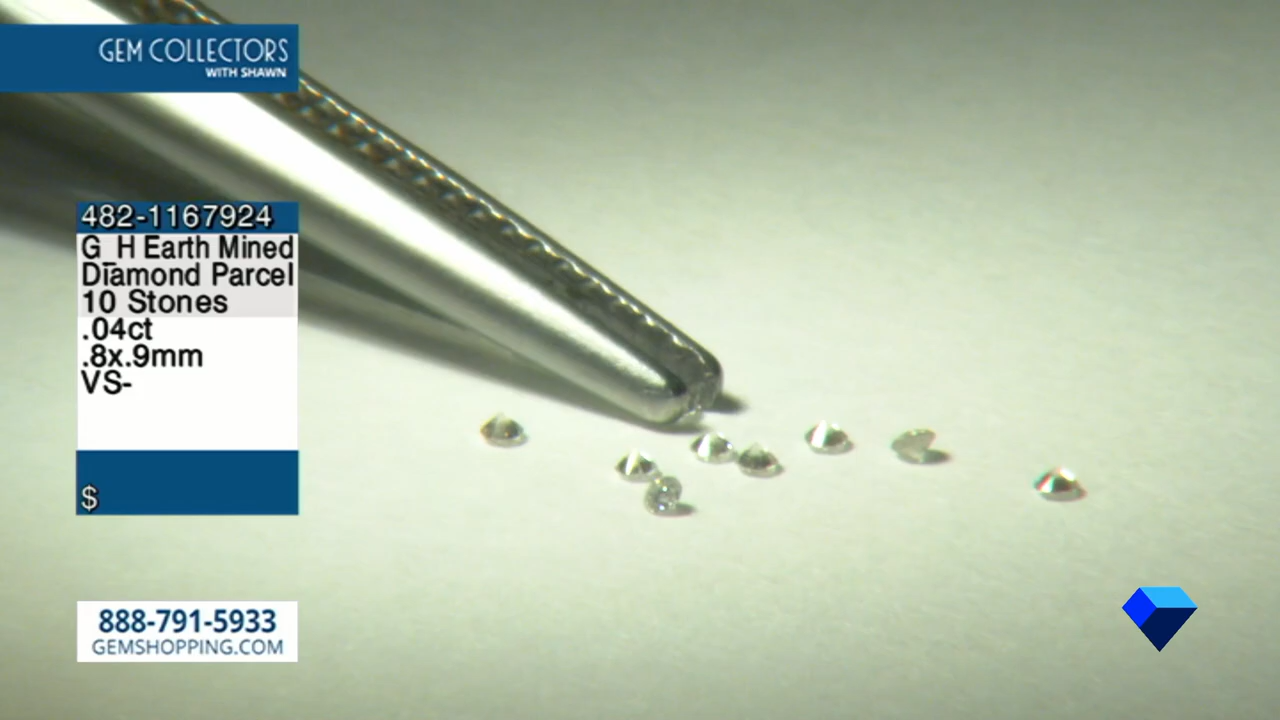 GEM COLLECTORS
WITH SHAWN
482-1167924
G_H Earth Mined
Diamond Parcel
10 Stones
.04ct
.8x.9mm
VS-
$
888-791-5933
GEMSHOPPING.COM